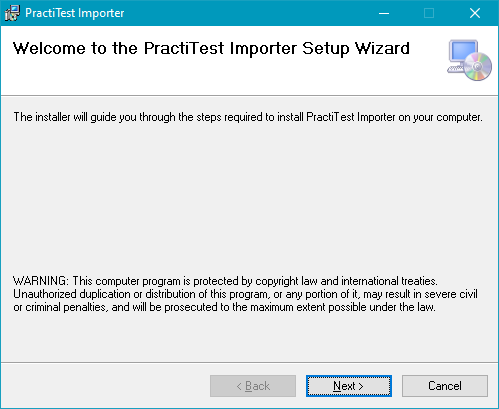 PractiTest Importer
Welcome to the PractiTest Importer Setup Wizard
The installer will guide you through the steps required to install PractiTest Importer on your computer.
WARNING: This computer program is protected by copyright law and international treaties.
Unauthorized duplication or distribution of this program, or any portion of it, may result in severe civil
or criminal penalties, and will be prosecuted to the maximum extent possible under the law.
< Back
Next >
Cancel